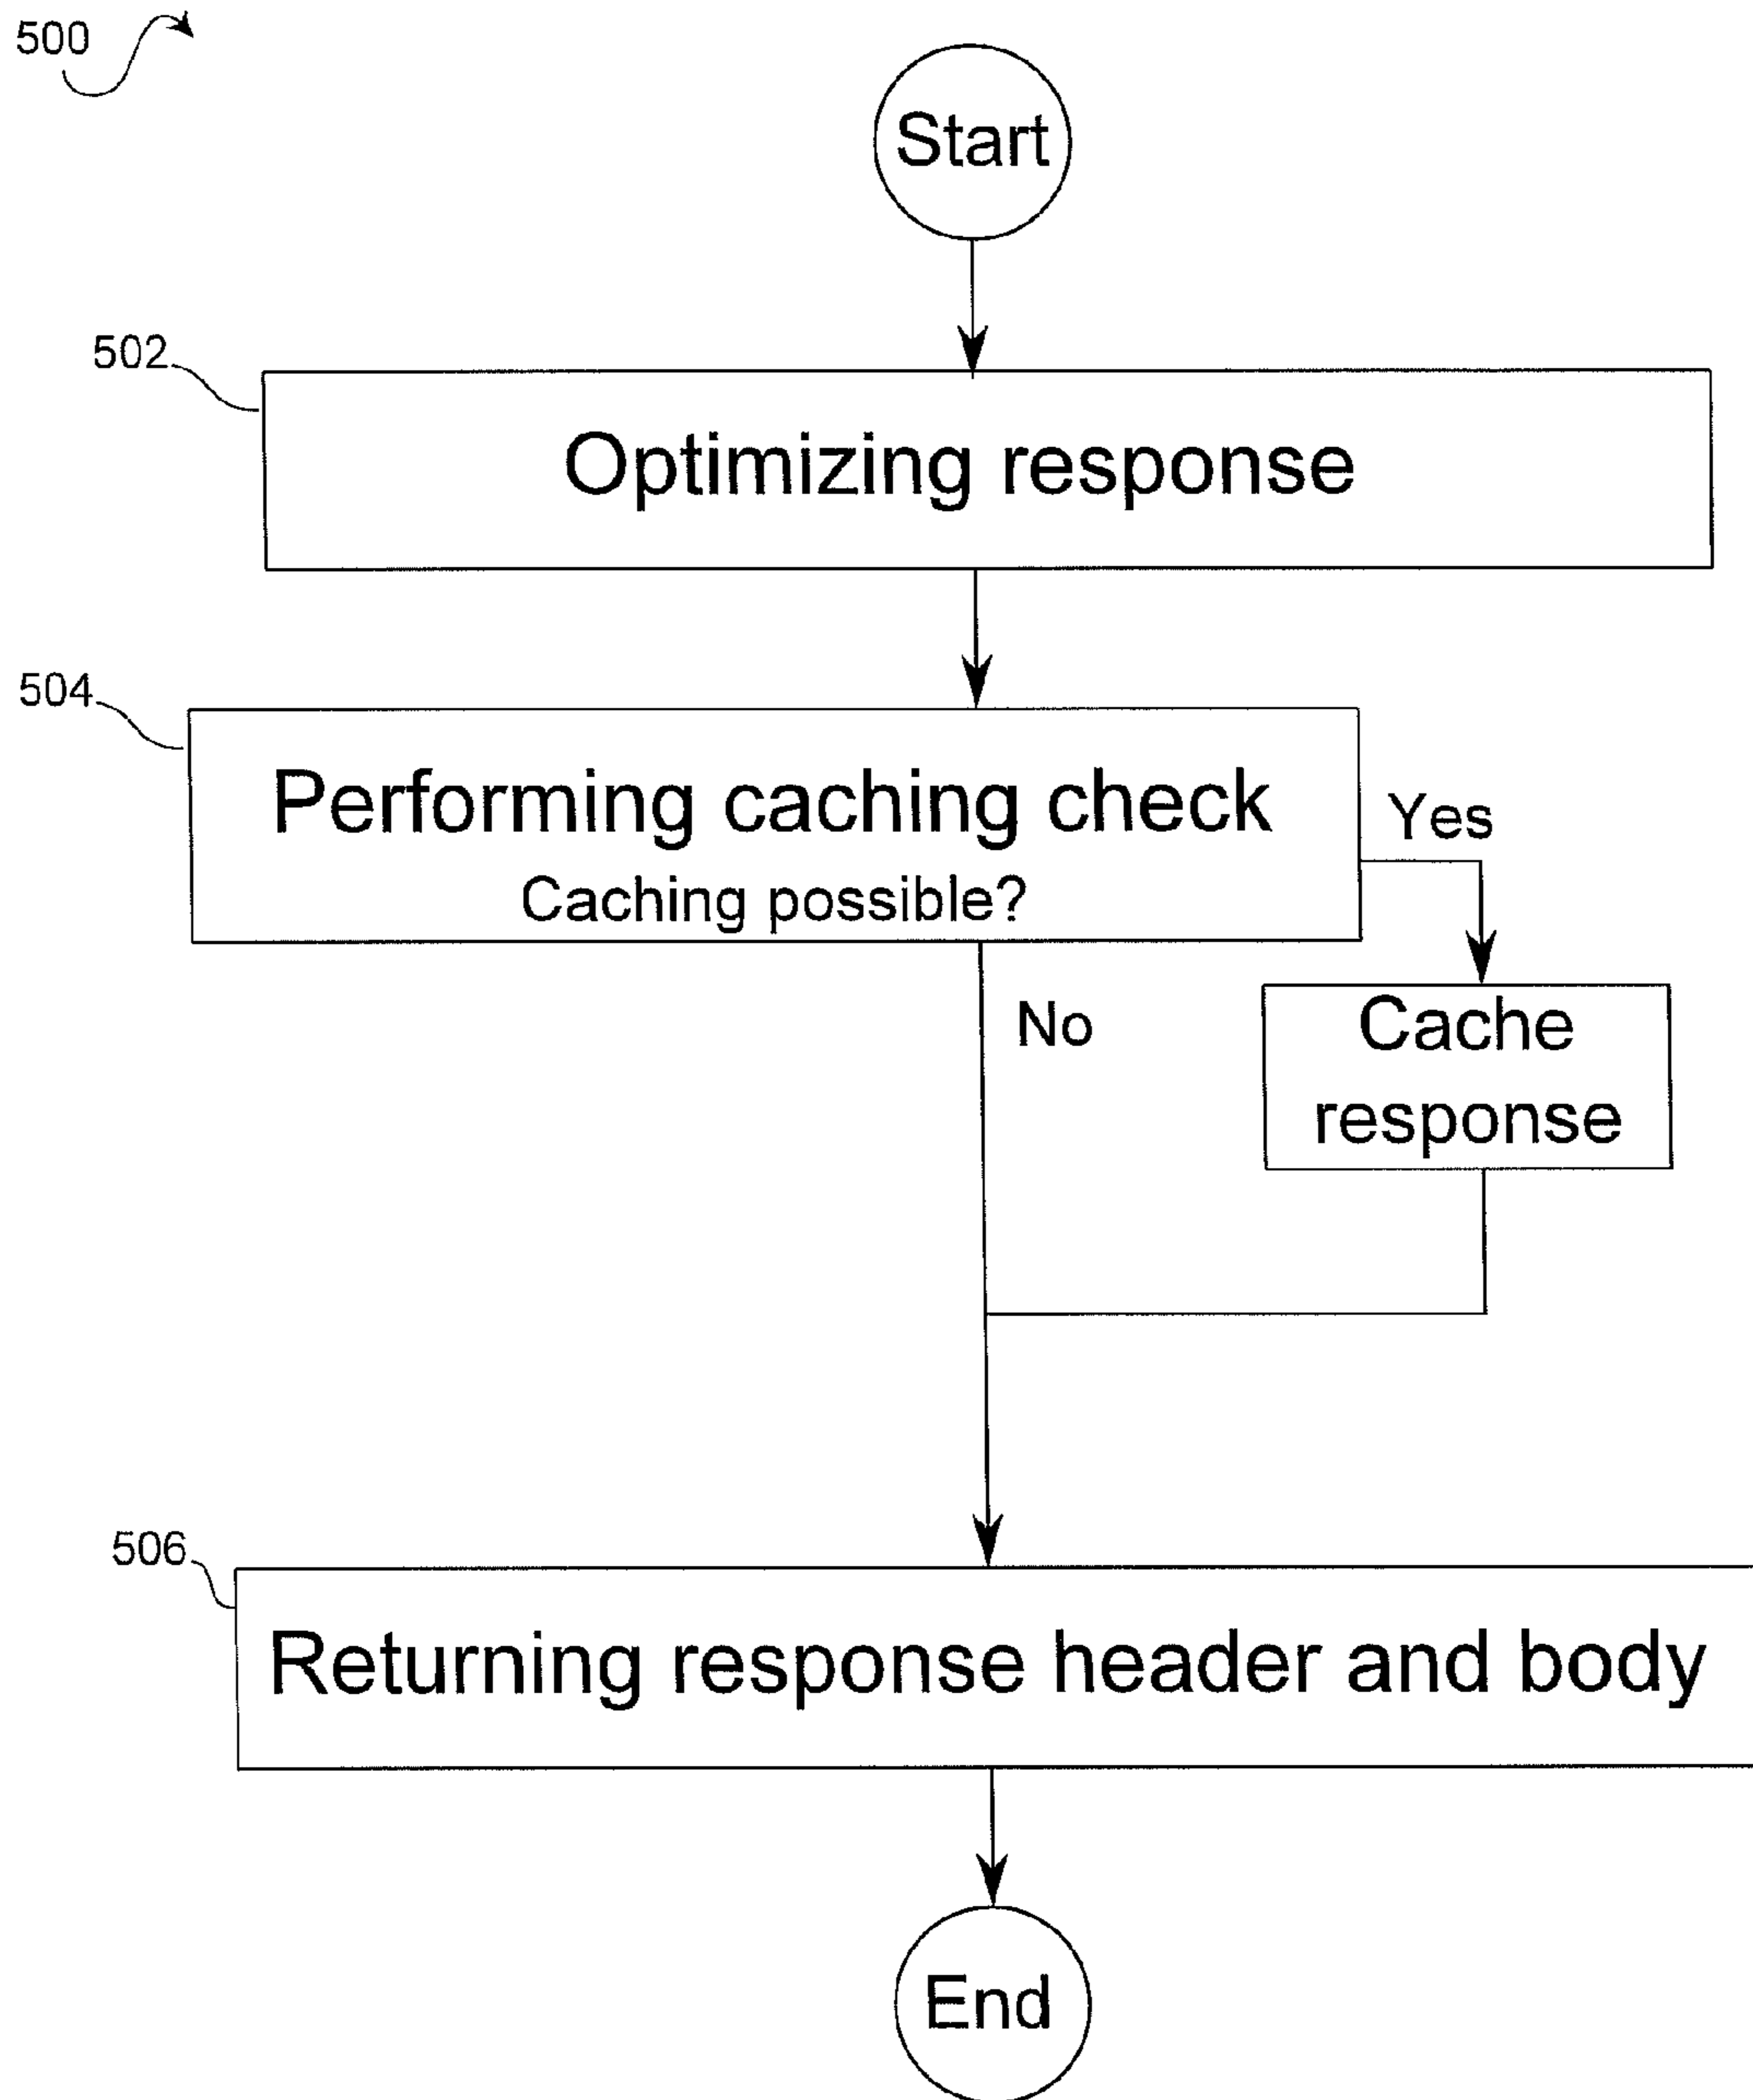 500
Start
502
Optimizing response
504
Performing caching check
Yes
Caching possible?
No
Cache
response
506
Returning response header and body
End